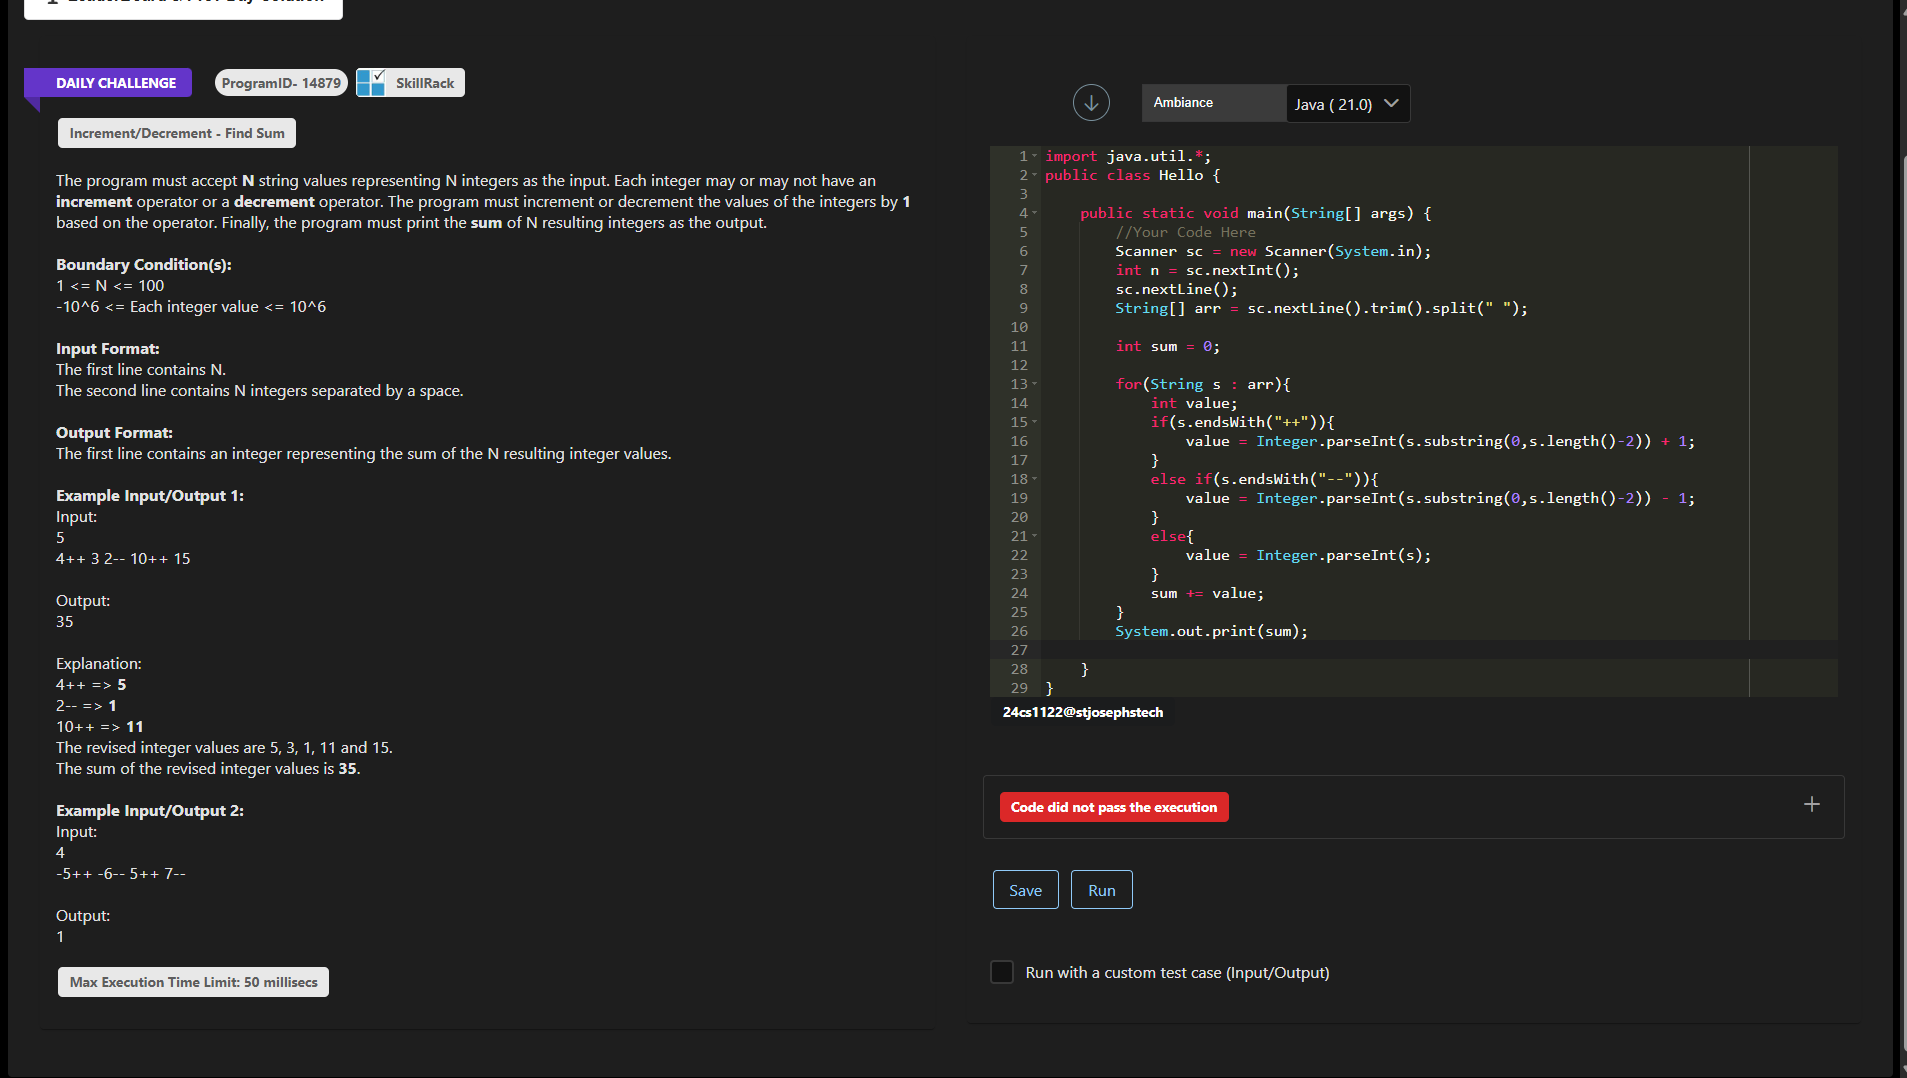 DAILY CHALLENGE
ProgramID- 14879
SkillRack
Increment/Decrement - Find Sum
The program must accept N string values representing N integers as the input. Each integer may or may not have an
increment operator or a decrement operator. The program must increment or decrement the values of the integers by 1
based on the operator. Finally, the program must print the sum of N resulting integers as the output.
Boundary Condition(s):
1 <= N <= 100
-10^6 <= Each integer value <= 10^6
Input Format:
The first line contains N.
The second line contains N integers separated by a space.
Output Format:
The first line contains an integer representing the sum of the N resulting integer values.
Example Input/Output 1:
Input:
5
4++ 3 2-- 10++ 15
Output:
35
Explanation:
4++ => 5
2-- => 1
10++ => 11
The revised integer values are 5, 3, 1, 11 and 15.
The sum of the revised integer values is 35.
Example Input/Output 2:
Input:
4
-5++ -6-- 5++ 7--
Output:
1
Max Execution Time Limit: 50 millisecs
Ambiance
Java ( 21.0)
1 import java.util.*;
2 public class Hello {
3
4 public static void main(String[] args) {
5 //Your Code Here
6 Scanner sc = new Scanner(System.in);
7 int n = sc.nextInt();
8 sc.nextLine();
9 String[] arr = sc.nextLine().trim().split(" ");
10
11 int sum = 0;
12
13 for(String s : arr){
14 int value;
15 if(s.endsWith("++")){
16 value = Integer.parseInt(s.substring(0,s.length()-2)) + 1;
17 }
18 else if(s.endsWith("--")){
19 value = Integer.parseInt(s.substring(0,s.length()-2)) - 1;
20 }
21 else{
22 value = Integer.parseInt(s);
23 }
24 sum += value;
25 }
26 System.out.print(sum);
27
28 }
29 }
24cs1122@stjosephstech
Code did not pass the execution
Save
Run
Run with a custom test case (Input/Output)